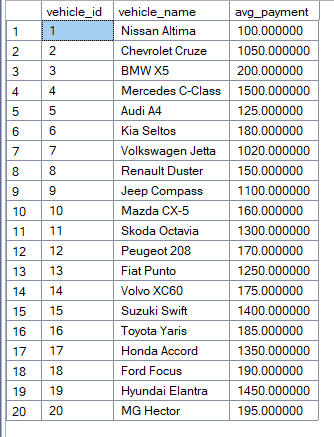 vehicle_id vehicle_name avg_payment
1 1 Nissan Altima 100.000000
2 2 Chevrolet Cruze 1050.000000
3 3 BMW X5 200.000000
4 4 Mercedes C-Class 1500.000000
5 5 Audi A4 125.000000
6 6 Kia Seltos 180.000000
7 7 Volkswagen Jetta 1020.000000
8 8 Renault Duster 150.000000
9 9 Jeep Compass 1100.000000
10 10 Mazda CX-5 160.000000
11 11 Skoda Octavia 1300.000000
12 12 Peugeot 208 170.000000
13 13 Fiat Punto 1250.000000
14 14 Volvo XC60 175.000000
15 15 Suzuki Swift 1400.000000
16 16 Toyota Yaris 185.000000
17 17 Honda Accord 1350.000000
18 18 Ford Focus 190.000000
19 19 Hyundai Elantra 1450.000000
20 20 MG Hector 195.000000